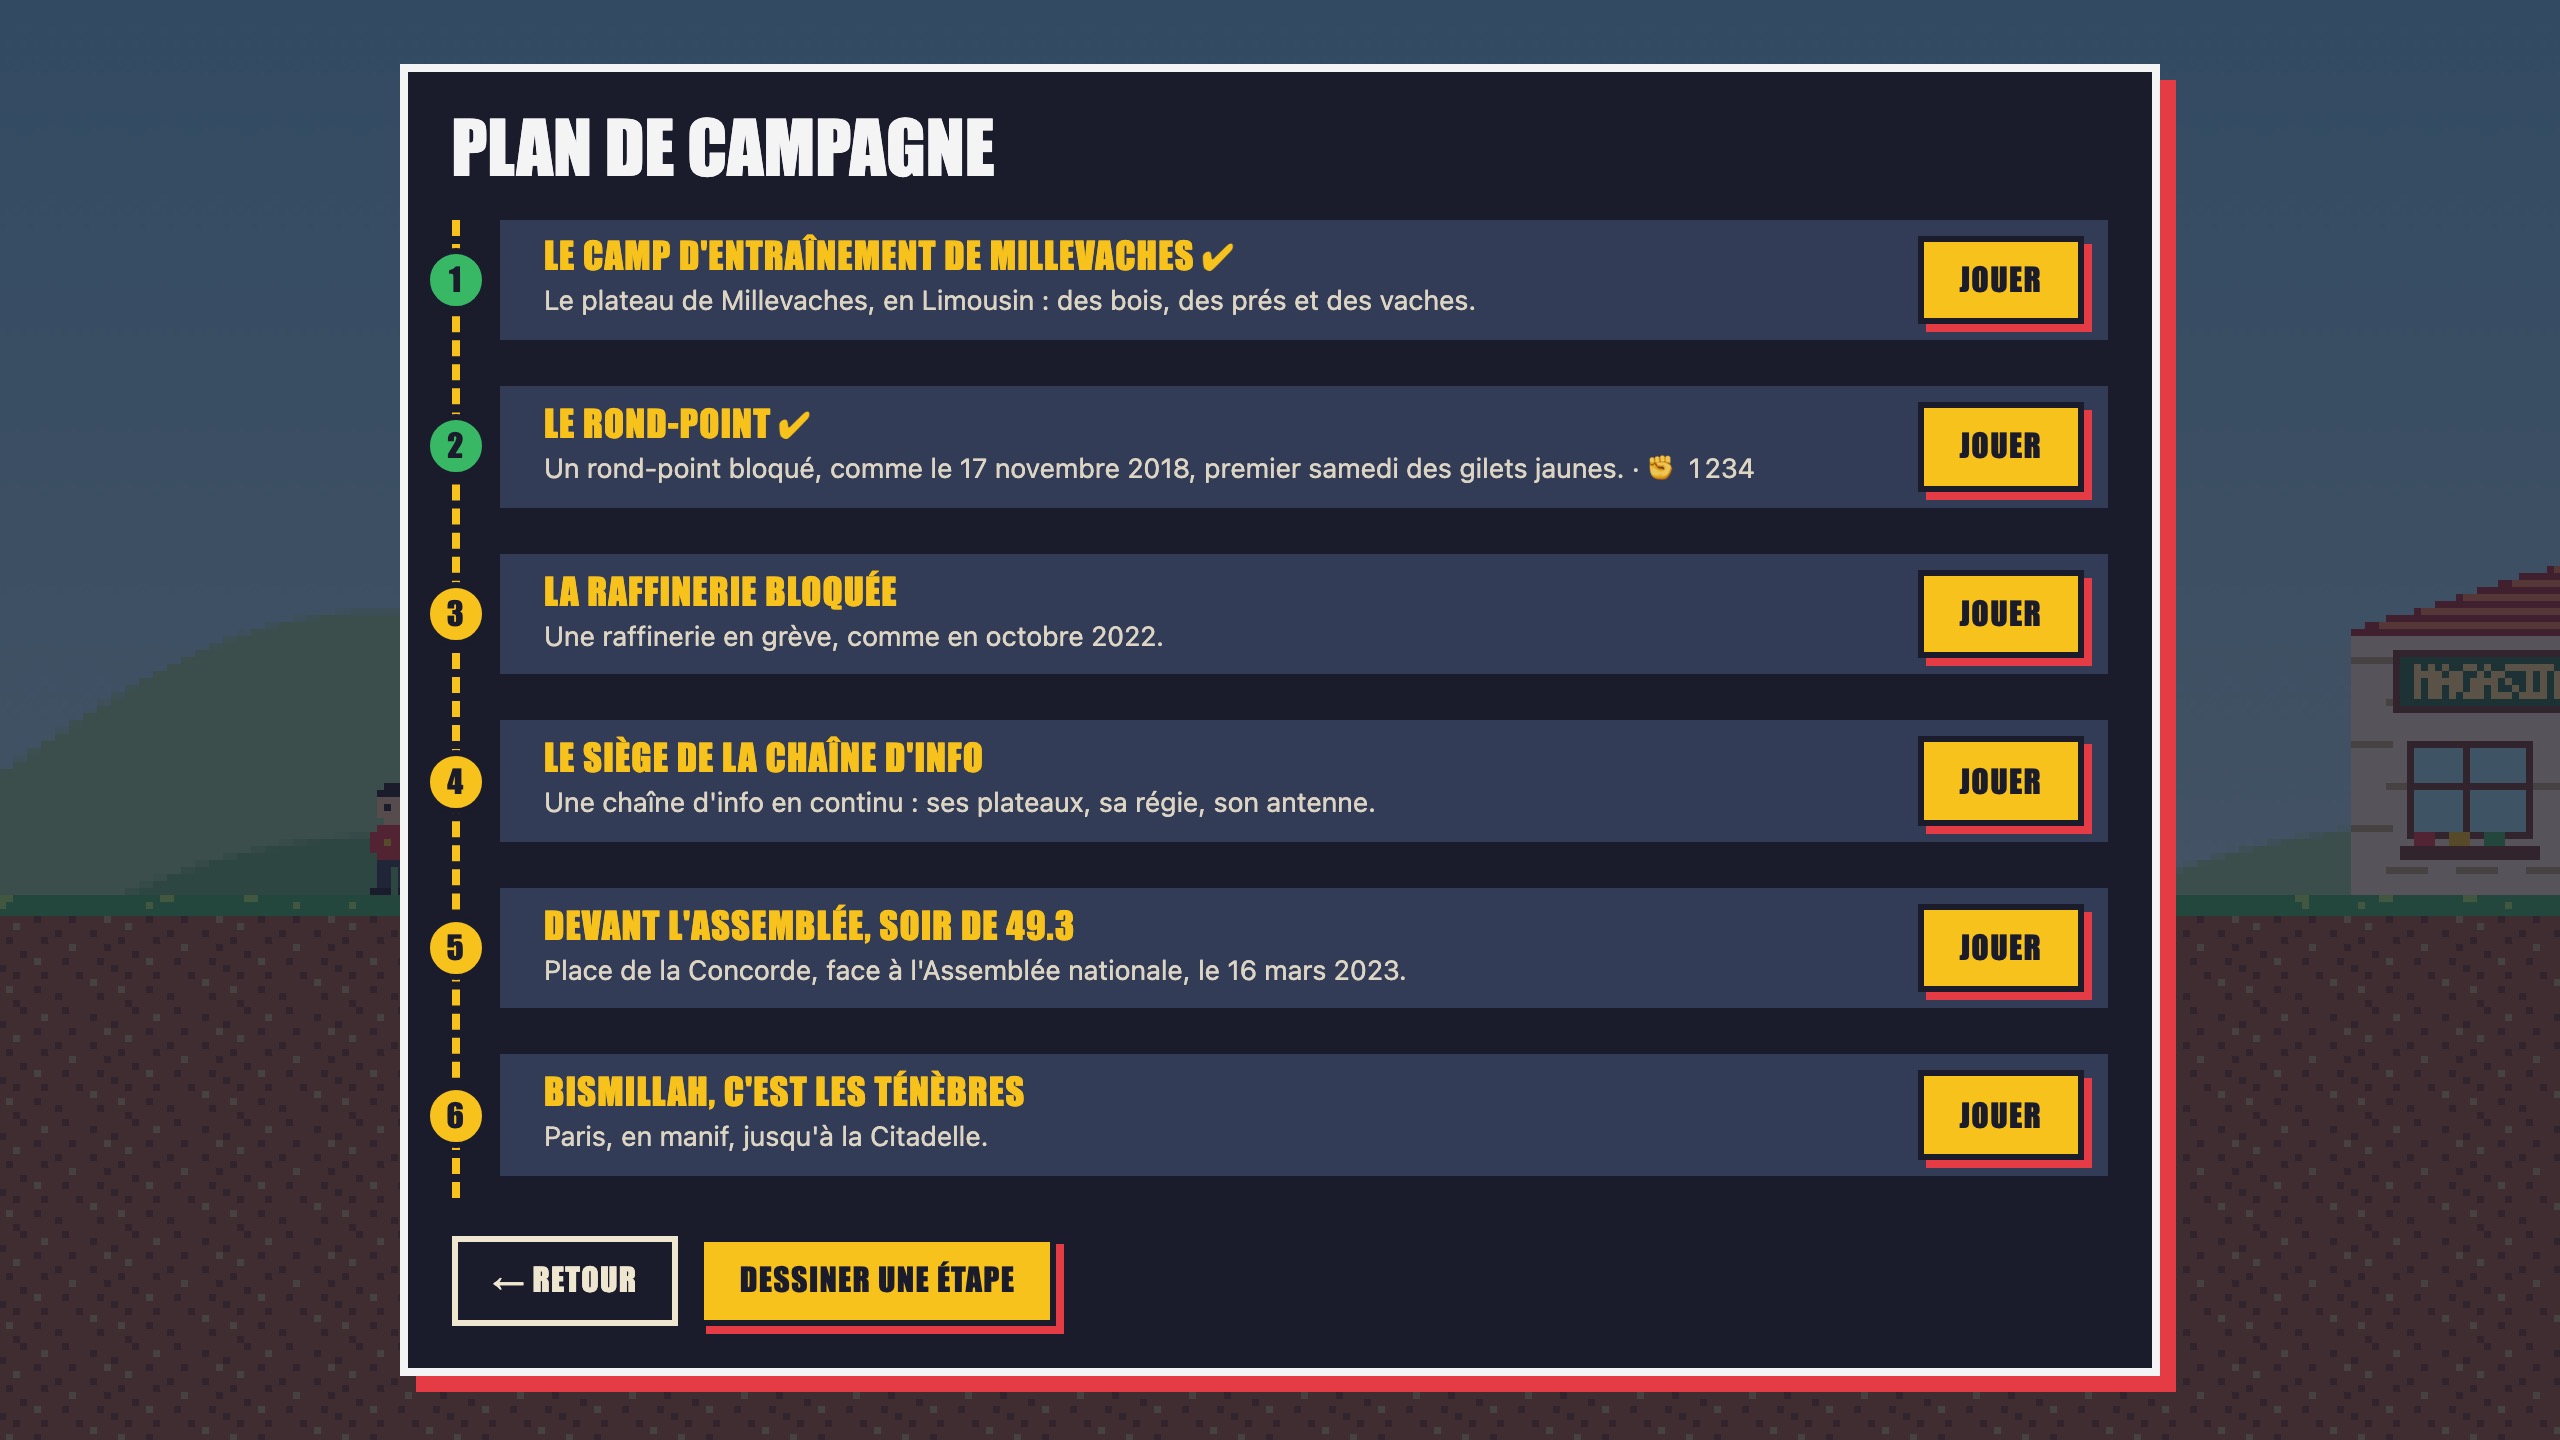 PLAN DE CAMPAGNE
1
LE CAMP D'ENTRAÎNEMENT DE MILLEVACHES ✔
Le plateau de Millevaches, en Limousin : des bois, des prés et des vaches.
JOUER
2
LE ROND-POINT ✔
Un rond-point bloqué, comme le 17 novembre 2018, premier samedi des gilets jaunes. · ✊ 1234
JOUER
3
LA RAFFINERIE BLOQUÉE
Une raffinerie en grève, comme en octobre 2022.
JOUER
4
LE SIÈGE DE LA CHAÎNE D'INFO
Une chaîne d'info en continu : ses plateaux, sa régie, son antenne.
JOUER
5
DEVANT L'ASSEMBLÉE, SOIR DE 49.3
Place de la Concorde, face à l'Assemblée nationale, le 16 mars 2023.
JOUER
6
BISMILLAH, C'EST LES TÉNÈBRES
Paris, en manif, jusqu'à la Citadelle.
JOUER
← RETOUR
DESSINER UNE ÉTAPE